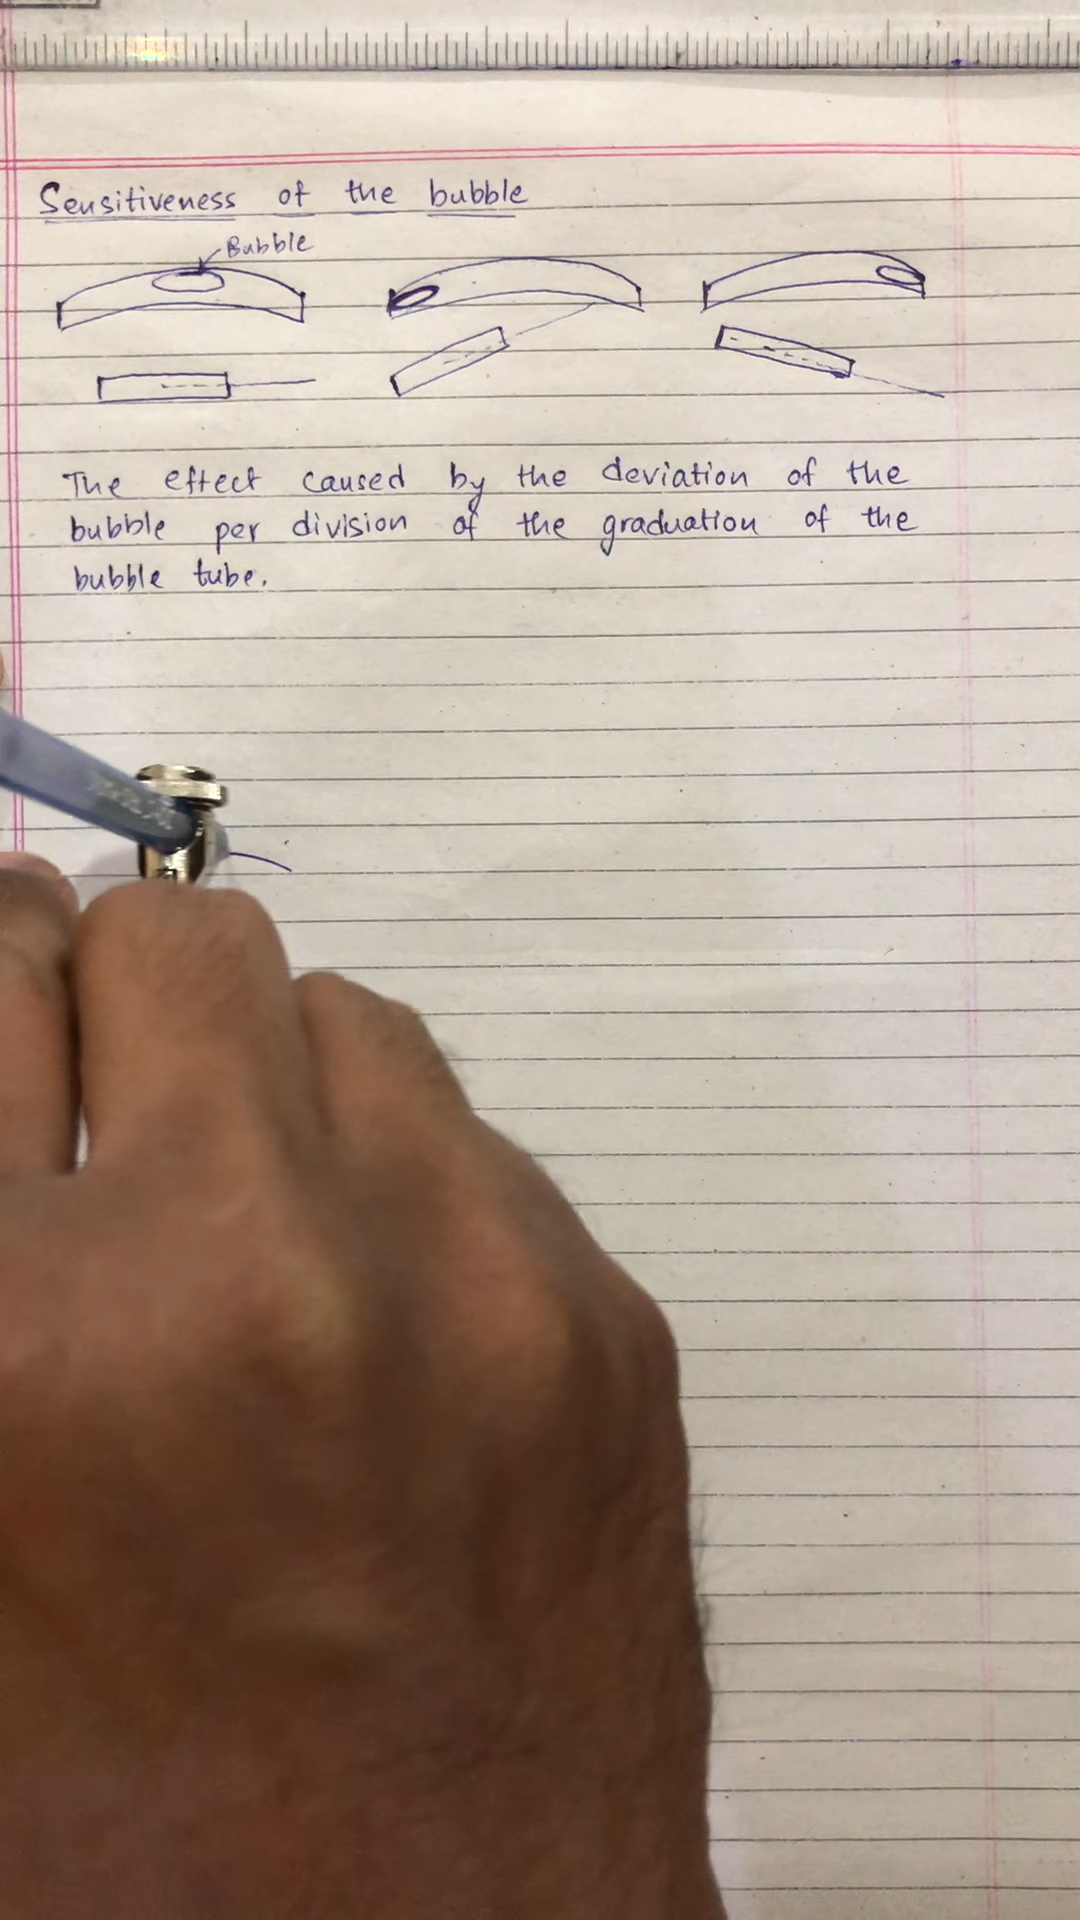 Sensitiveness of the bubble
Bubble
The effect caused by the deviation of the
bubble per division of the graduation of the
bubble tube.